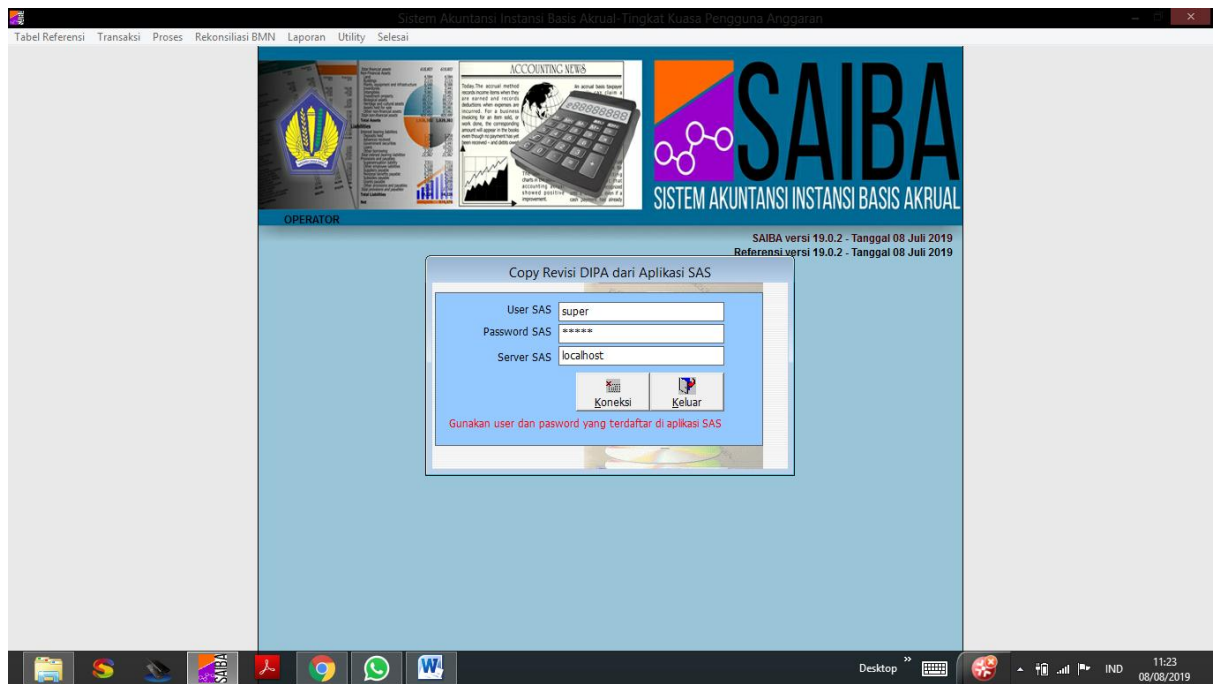 Sistem Akuntansi Instansi Basis Akrual-Tingkat Kuasa Pengguna Anggaran
Tabel Referensi Transaksi Proses Rekonsiliasi BMN Laporan Utility Selesai
ACCOUNTING NEWS
SAIBA
SISTEM AKUNTANSI INSTANSI BASIS AKRUAL
OPERATOR
SAIBA versi 19.0.2 - Tanggal 08 Juli 2019
Referensi versi 19.0.2 - Tanggal 08 Juli 2019
Copy Revisi DIPA dari Aplikasi SAS
User SAS super
Password SAS *****
Server SAS localhost
Koneksi Keluar
Gunakan user dan pasword yang terdaftar di aplikasi SAS
SAIBA
Desktop
IND
11:23
08/08/2019